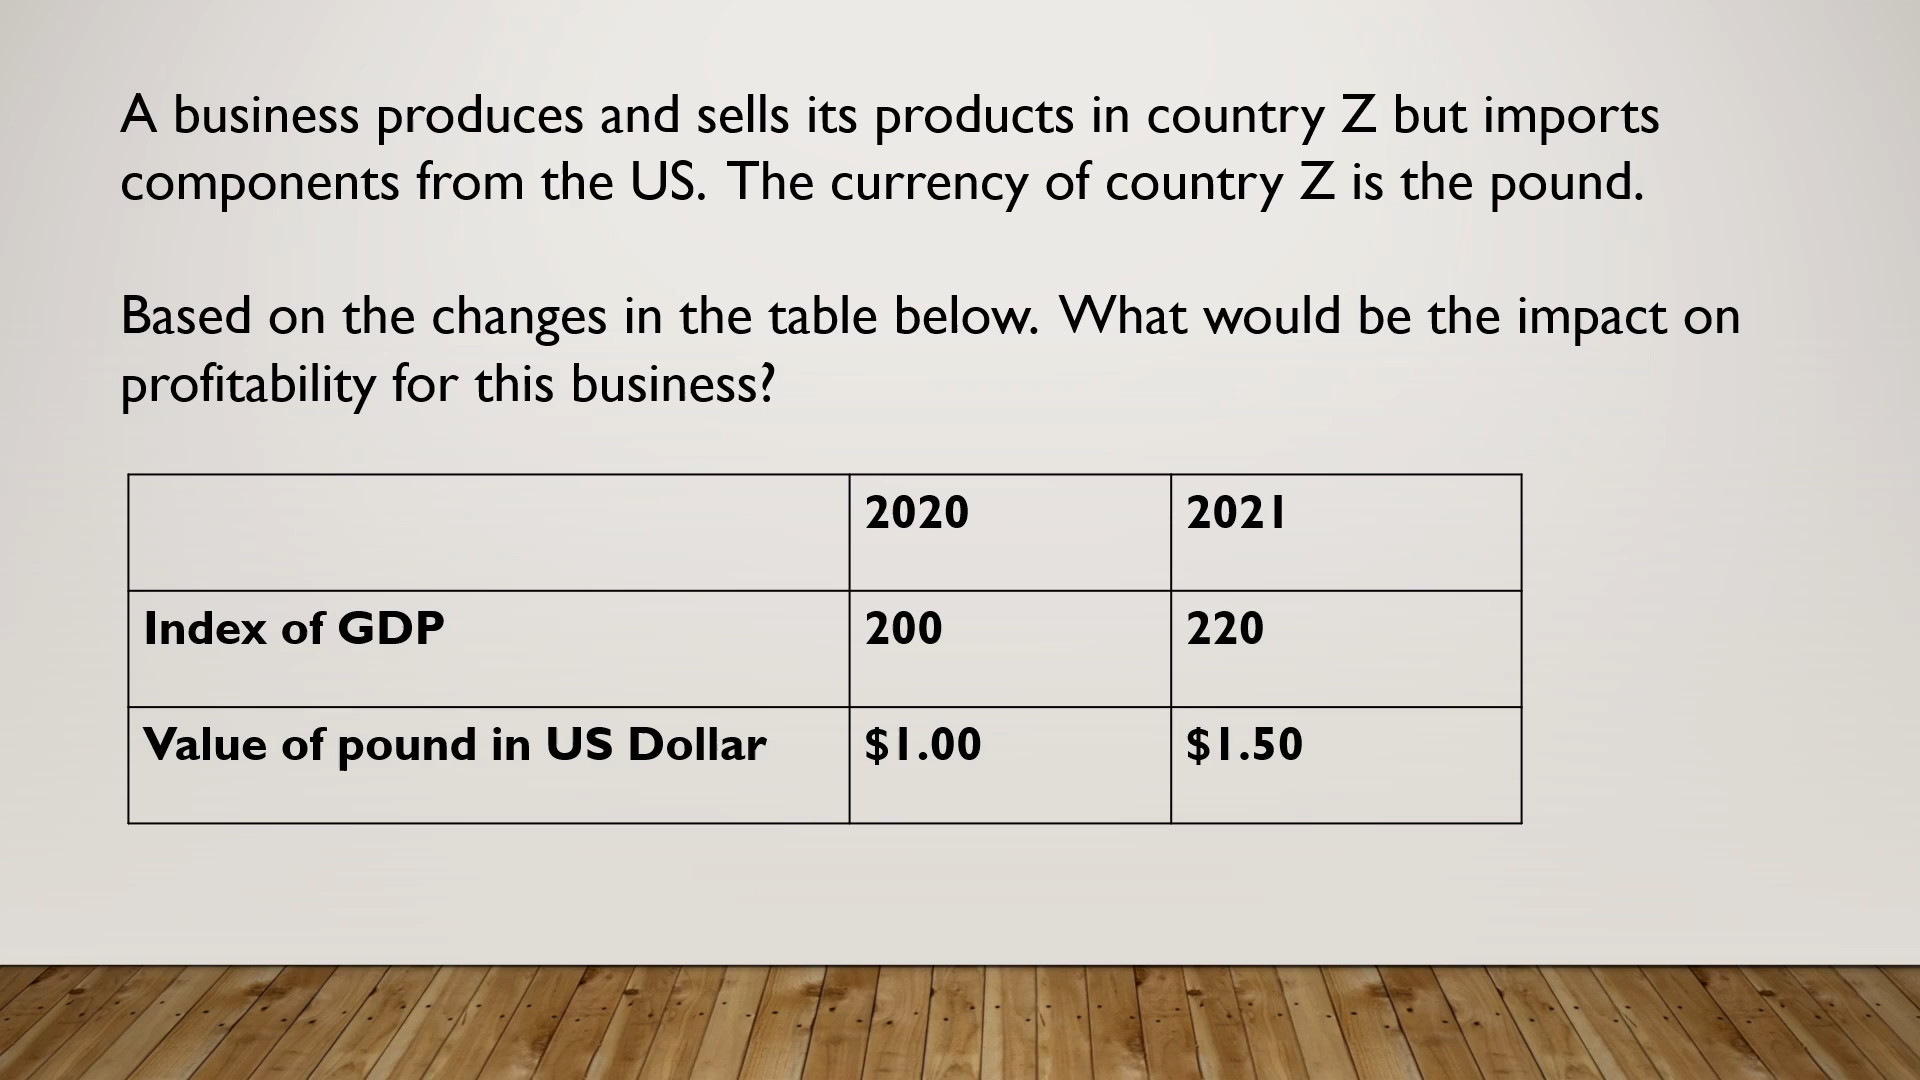 A business produces and sells its products in country Z but imports
components from the US. The currency of country Z is the pound.
Based on the changes in the table below. What would be the impact on
profitability for this business?
2020 2021
Index of GDP 200 220
Value of pound in US Dollar $1.00 $1.50